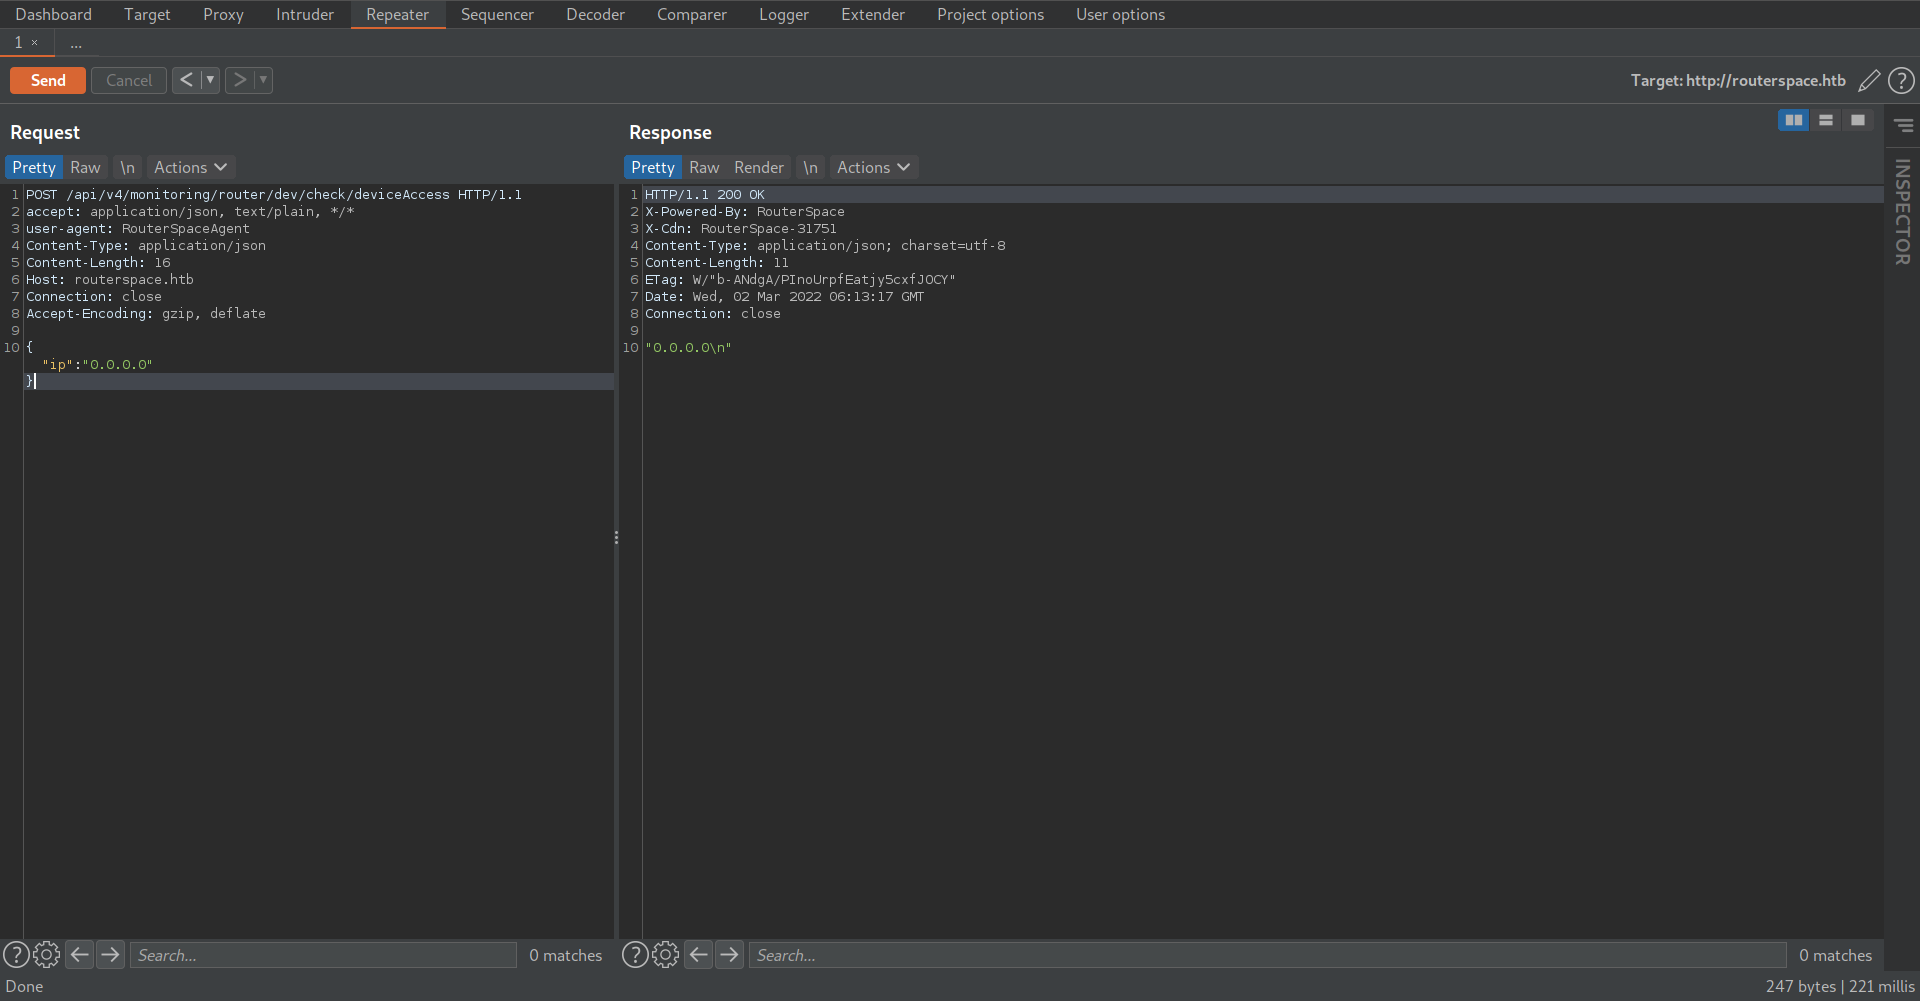 Dashboard Target Proxy Intruder Repeater Sequencer Decoder Comparer Logger Extender Project options User options
1 × ...
Send Cancel < > Target: http://routerspace.htb ?
Request
Pretty Raw \n Actions
1 POST /api/v4/monitoring/router/dev/check/deviceAccess HTTP/1.1
2 accept: application/json, text/plain, */*
3 user-agent: RouterSpaceAgent
4 Content-Type: application/json
5 Content-Length: 16
6 Host: routerspace.htb
7 Connection: close
8 Accept-Encoding: gzip, deflate
9
10 {
"ip":"0.0.0.0"
}
? Search... 0 matches
Response
Pretty Raw Render \n Actions
1 HTTP/1.1 200 OK
2 X-Powered-By: RouterSpace
3 X-Cdn: RouterSpace-31751
4 Content-Type: application/json; charset=utf-8
5 Content-Length: 11
6 ETag: W/"b-ANdgA/PInoUrpfEatjy5cxfJOCY"
7 Date: Wed, 02 Mar 2022 06:13:17 GMT
8 Connection: close
9
10 "0.0.0.0\n"
? Search... 0 matches
INSPECTOR
Done 247 bytes | 221 millis